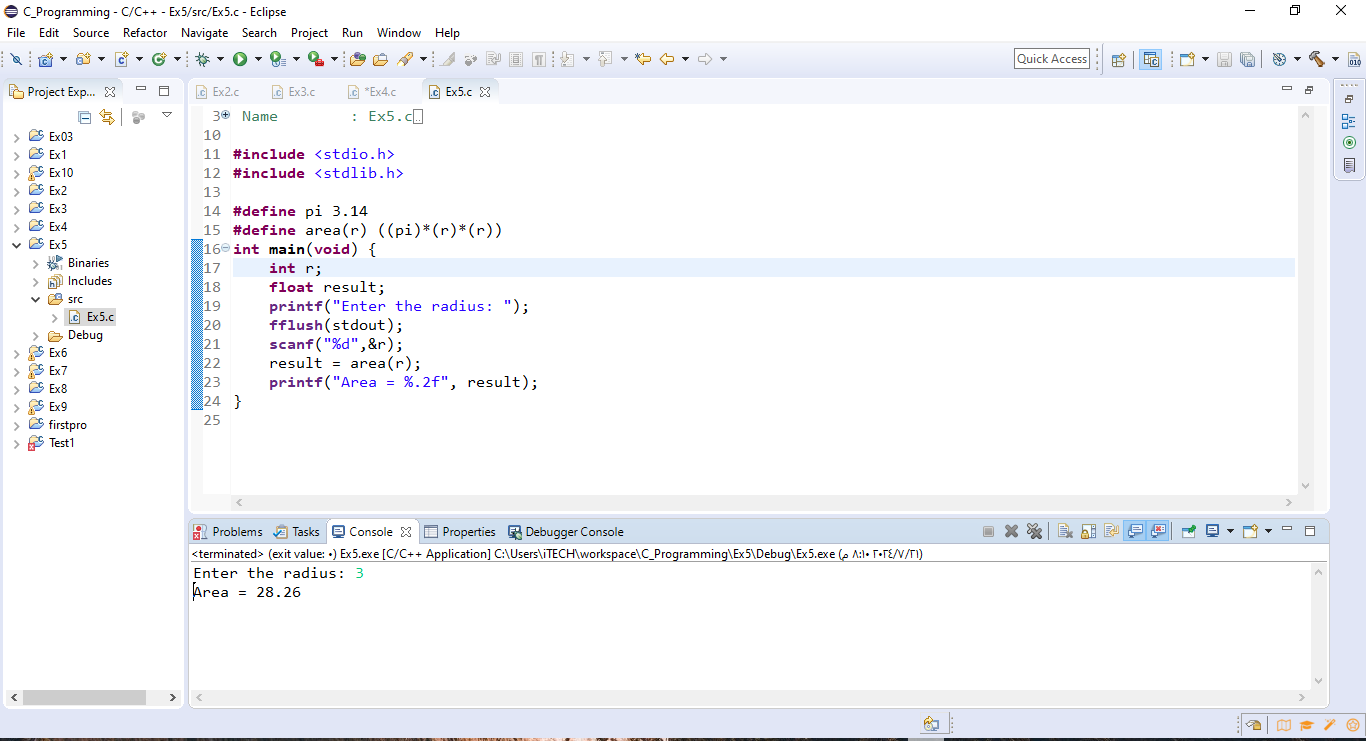 C_Programming - C/C++ - Ex5/src/Ex5.c - Eclipse
File Edit Source Refactor Navigate Search Project Run Window Help
Quick Access
Project Exp...
Ex03
Ex1
Ex10
Ex2
Ex3
Ex4
Ex5
Binaries
Includes
src
Ex5.c
Debug
Ex6
Ex7
Ex8
Ex9
firstpro
Test1
Ex2.c Ex3.c *Ex4.c Ex5.c
3 Name : Ex5.c
10
11 #include <stdio.h>
12 #include <stdlib.h>
13
14 #define pi 3.14
15 #define area(r) ((pi)*(r)*(r))
16 int main(void) {
17 int r;
18 float result;
19 printf("Enter the radius: ");
20 fflush(stdout);
21 scanf("%d",&r);
22 result = area(r);
23 printf("Area = %.2f", result);
24 }
25
Problems Tasks Console Properties Debugger Console
<terminated> (exit value: ٠) Ex5.exe [C/C++ Application] C:\Users\iTECH\workspace\C_Programming\Ex5\Debug\Ex5.exe (م ٨:١٠ ٢٠٢٤/٧/٢١)
Enter the radius: 3
Area = 28.26